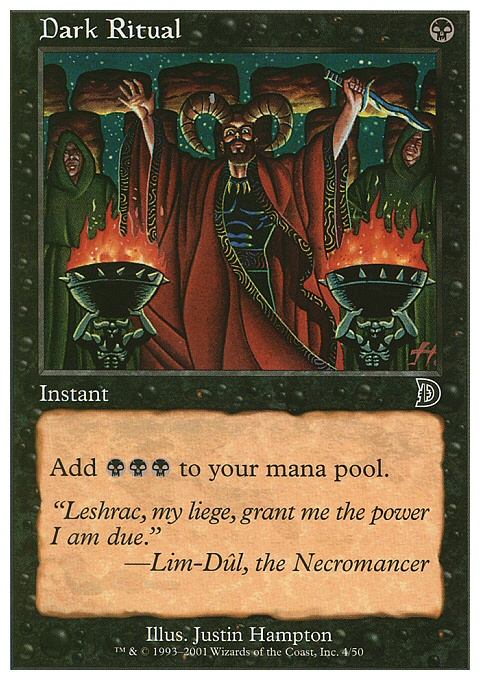 Dark Ritual
Instant
Add to your mana pool.
“Leshrac, my liege, grant me the power
I am due.”
—Lim-Dûl, the Necromancer
Illus. Justin Hampton
™ & © 1993–2001 Wizards of the Coast, Inc. 4/50